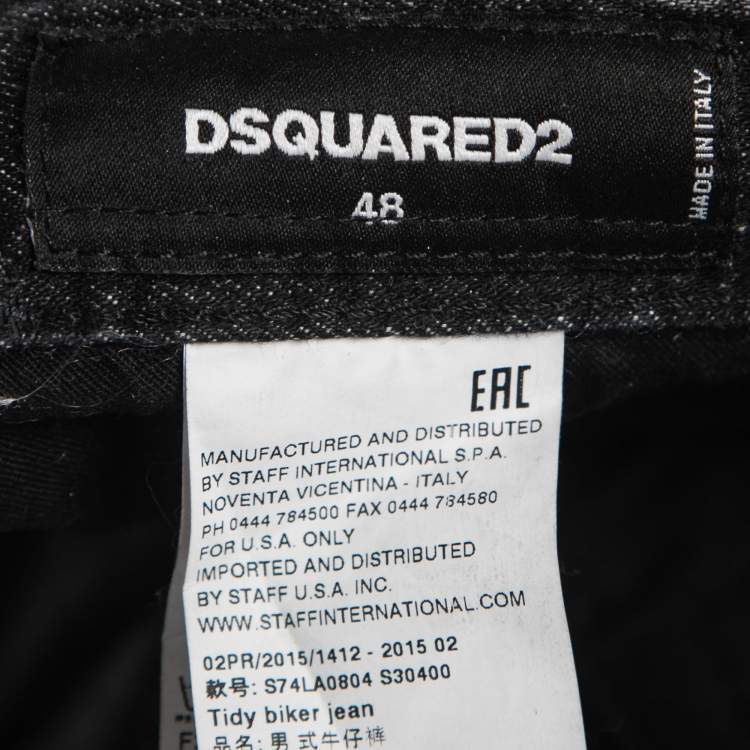 DSQUARED2
48
MADE IN ITALY
EAC
MANUFACTURED AND DISTRIBUTED
BY STAFF INTERNATIONAL S.P.A.
NOVENTA VICENTINA - ITALY
PH 0444 784500 FAX 0444 784580
FOR U.S.A. ONLY
IMPORTED AND DISTRIBUTED
BY STAFF U.S.A. INC.
WWW.STAFFINTERNATIONAL.COM
02PR/2015/1412 - 2015 02
款号: S74LA0804 S30400
Tidy biker jean
品名: 男 式牛仔裤